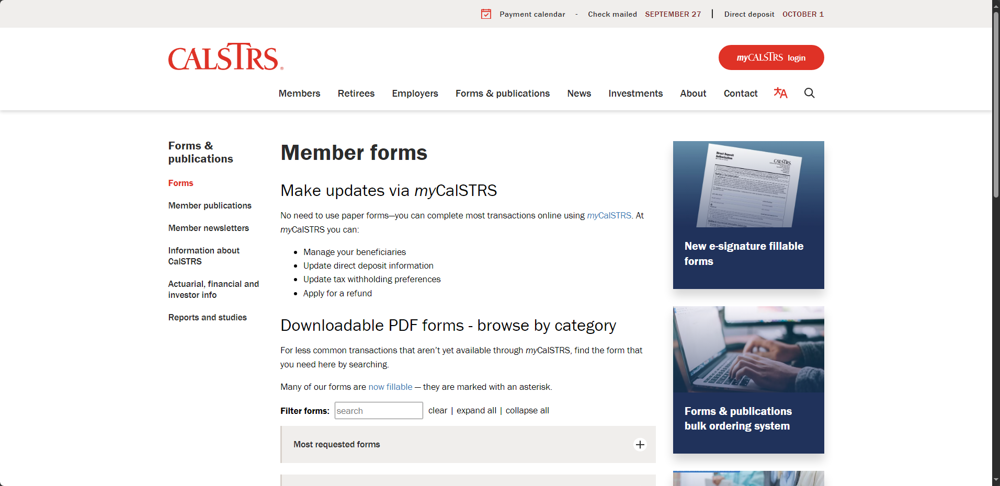 Payment calendar - Check mailed SEPTEMBER 27 | Direct deposit OCTOBER 1
CALSTRS®
myCALSTRS login
Members Retirees Employers Forms & publications News Investments About Contact
Forms &
publications
Forms
Member publications
Member newsletters
Information about
CalSTRS
Actuarial, financial and
investor info
Reports and studies
Member forms
Make updates via myCalSTRS
No need to use paper forms—you can complete most transactions online using myCalSTRS. At
myCalSTRS you can:
• Manage your beneficiaries
• Update direct deposit information
• Update tax withholding preferences
• Apply for a refund
Downloadable PDF forms - browse by category
For less common transactions that aren’t yet available through myCalSTRS, find the form that
you need here by searching.
Many of our forms are now fillable — they are marked with an asterisk.
Filter forms: search clear | expand all | collapse all
Most requested forms
Direct Deposit
Authorization
CALSTRS
New e-signature fillable
forms
Forms & publications
bulk ordering system